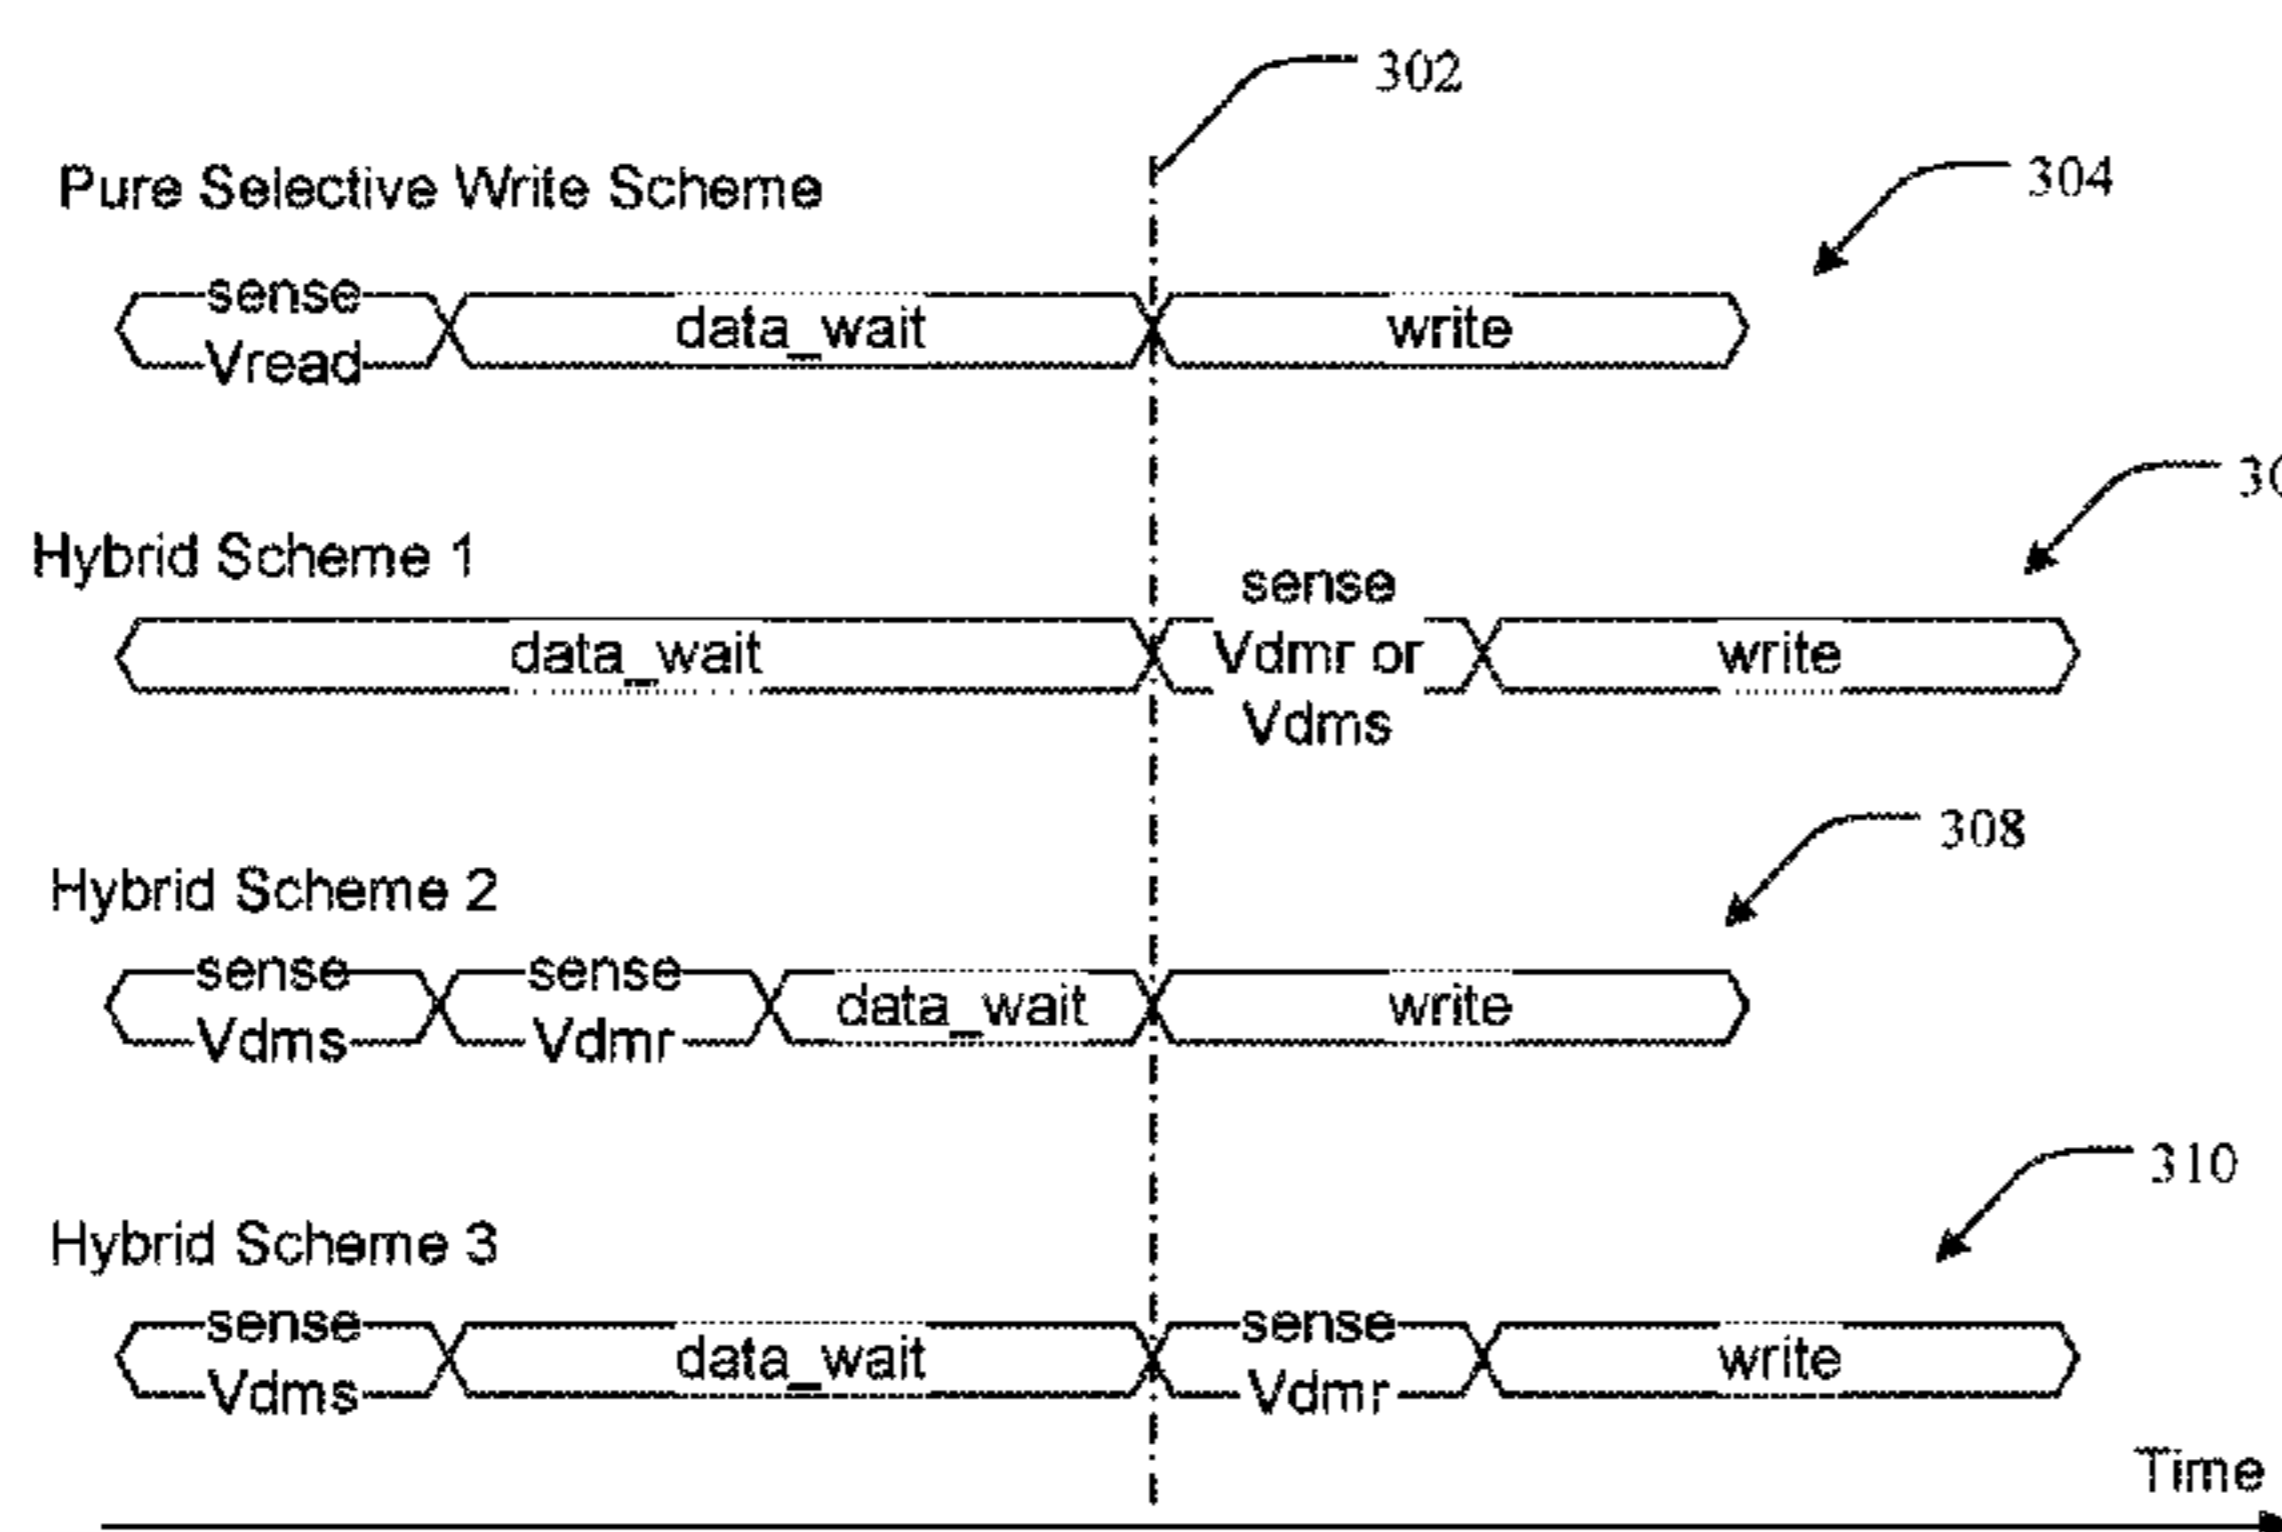 302
Pure Selective Write Scheme
304
sense
Vread
data_wait
write
Hybrid Scheme 1
data_wait
sense
Vdmr or
Vdms
write
308
Hybrid Scheme 2
sense
Vdms
sense
Vdmr
data_wait
write
310
Hybrid Scheme 3
sense
Vdms
data_wait
sense
Vdmr
write
Time